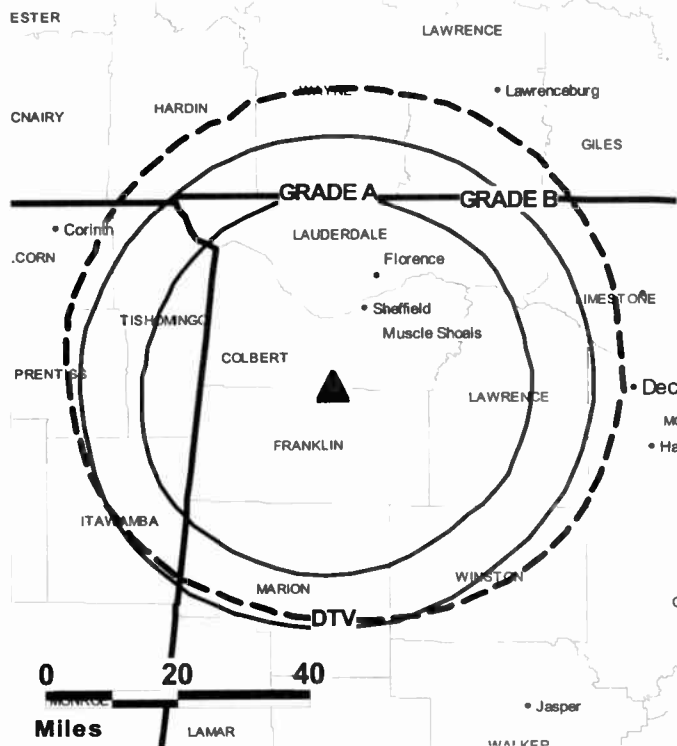 ESTER
LAWRENCE
WAYNE
Lawrenceburg
HARDIN
CNAIRY
GILES
GRADE A
GRADE B
Corinth
LAUDERDALE
.CORN
Florence
LIMESTONE
Sheffield
TISHOMINGO
Muscle Shoals
COLBERT
PRENTISS
Dec
LAWRENCE
MO
FRANKLIN
Ha
ITAWAMBA
WINSTON
MARION
DTV
0 20 40
MONROE
Jasper
Miles
LAMAR
WALKER